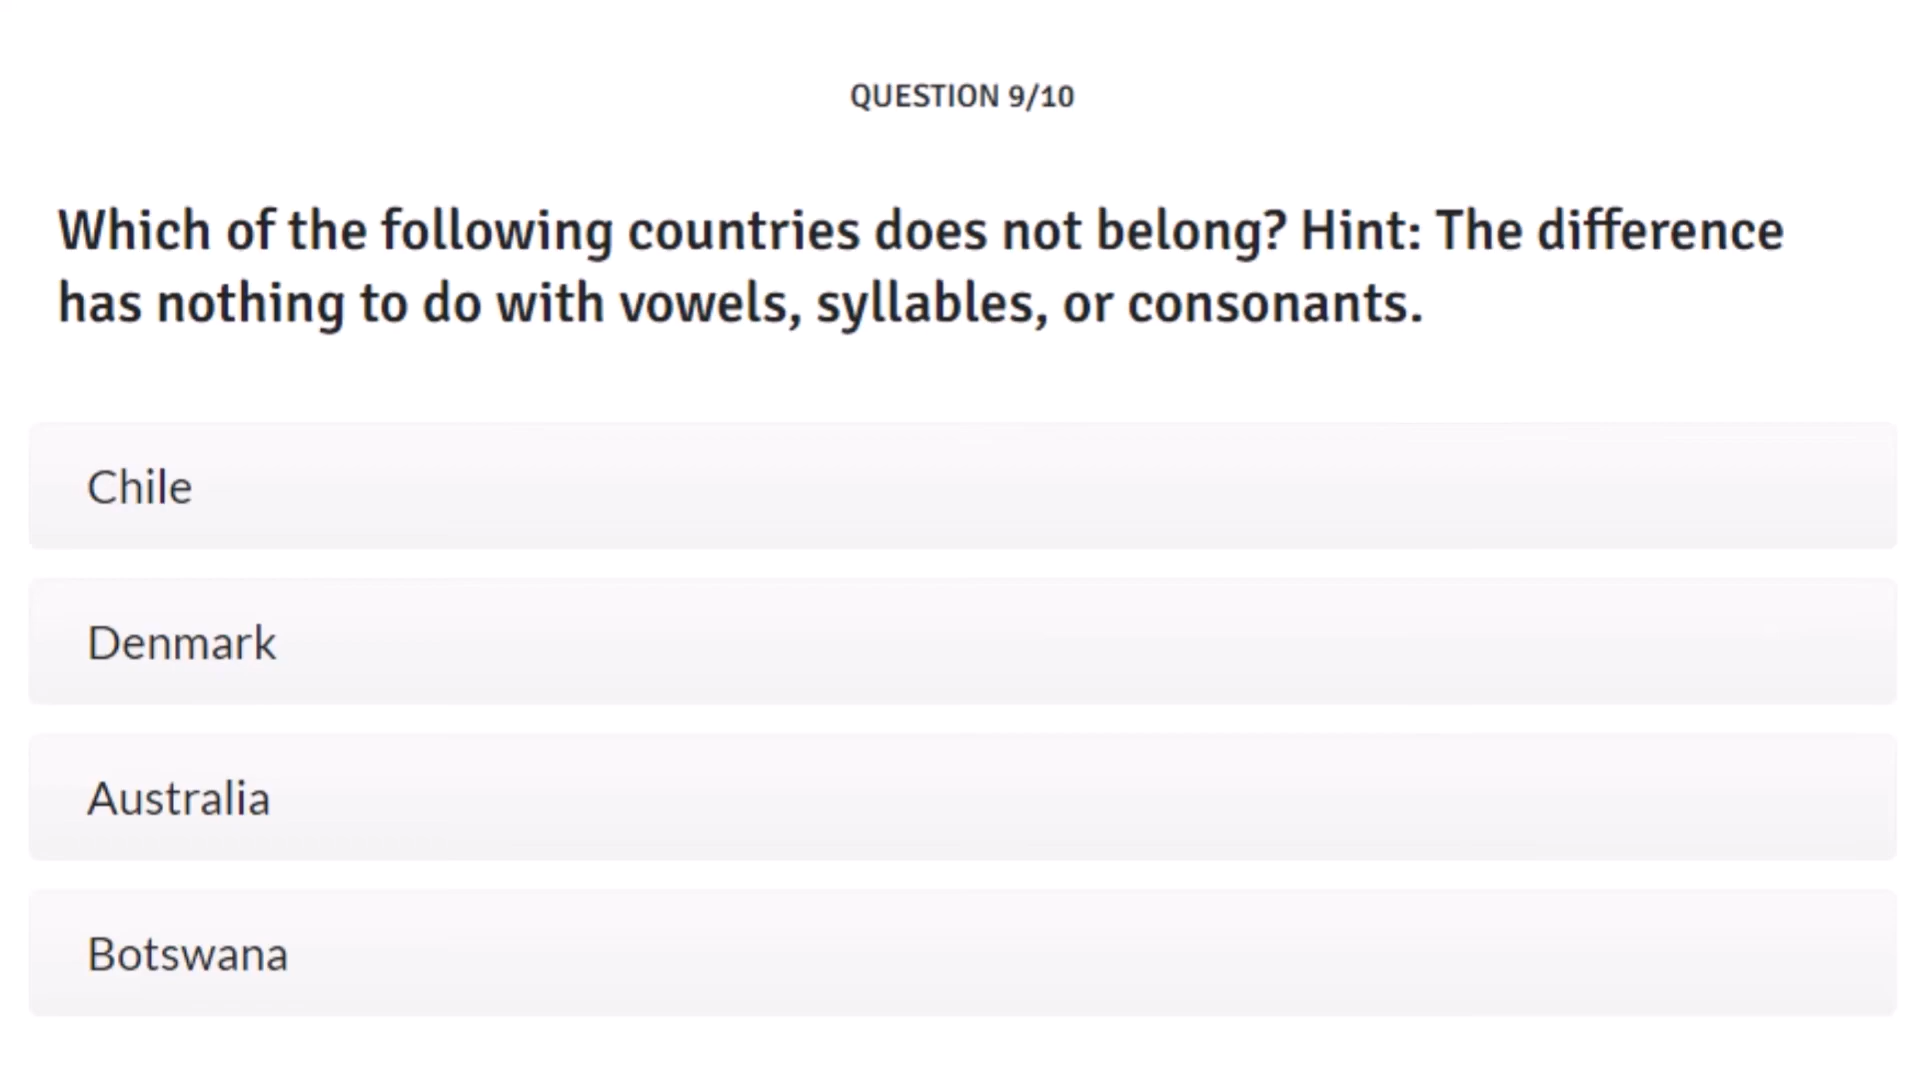 QUESTION 9/10
Which of the following countries does not belong? Hint: The difference
has nothing to do with vowels, syllables, or consonants.
Chile
Denmark
Australia
Botswana